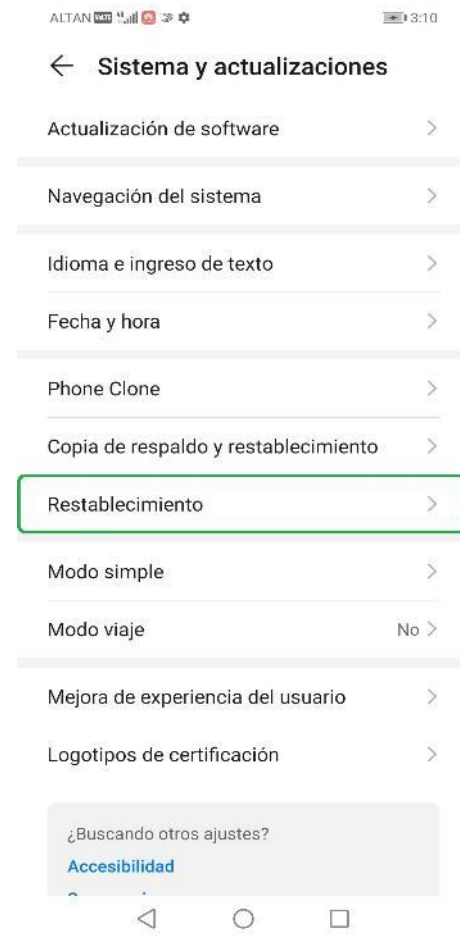 ALTAN 3:10
Sistema y actualizaciones
Actualización de software
Navegación del sistema
Idioma e ingreso de texto
Fecha y hora
Phone Clone
Copia de respaldo y restablecimiento
Restablecimiento
Modo simple
Modo viaje No
Mejora de experiencia del usuario
Logotipos de certificación
¿Buscando otros ajustes?
Accesibilidad